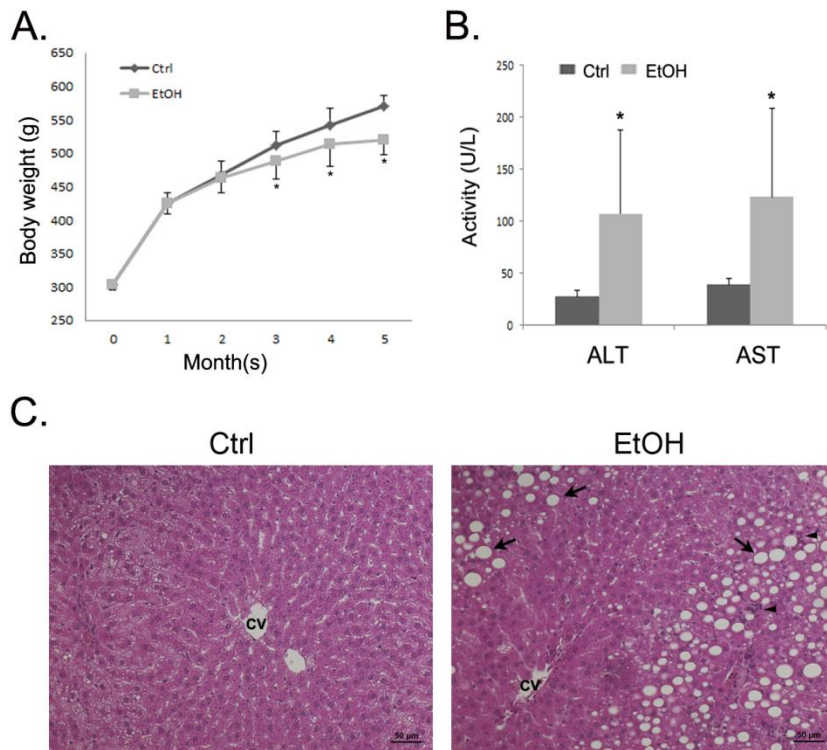 A.
650
600
550
500
450
400
350
300
250
Body weight (g)
Ctrl
EtOH
*
*
*
0 1 2 3 4 5
Month(s)
B.
250
200
150
100
50
0
Activity (U/L)
Ctrl EtOH
*
*
ALT AST
C.
Ctrl
EtOH
CV
50 µm
CV
50 µm